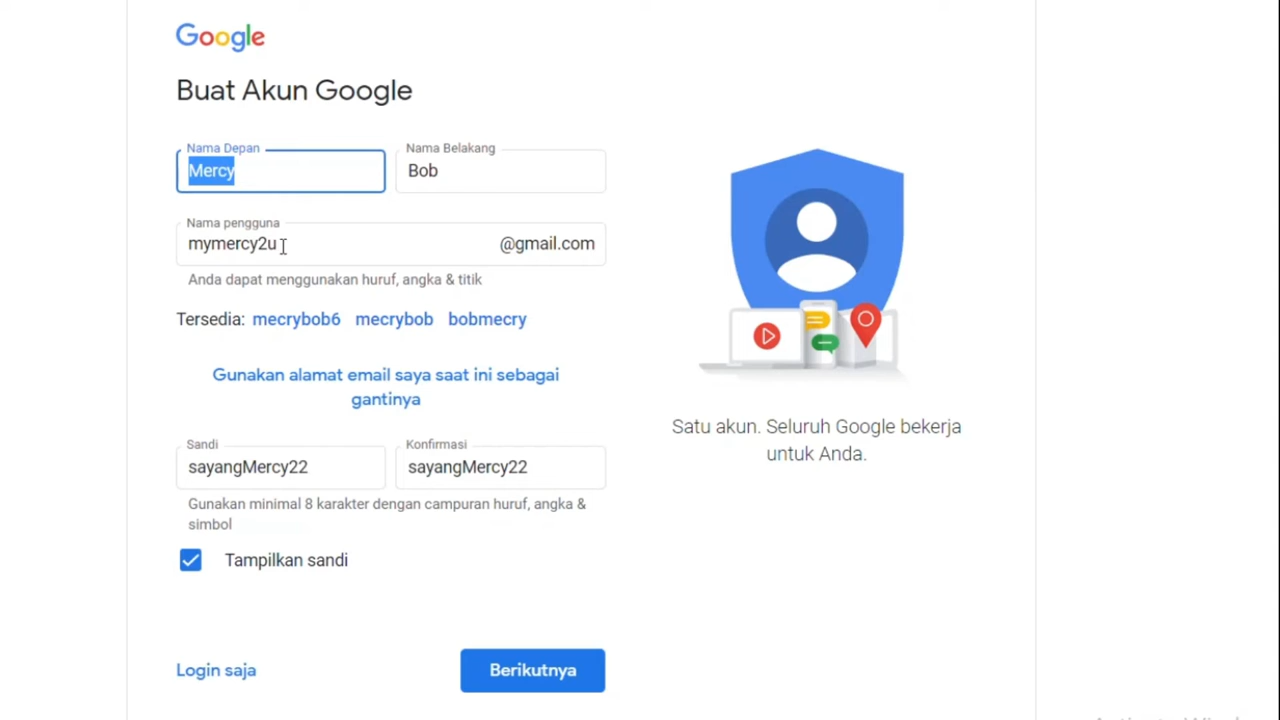 Google
Buat Akun Google
Nama Depan
Mercy
Nama Belakang
Bob
Nama pengguna
mymercy2u
@gmail.com
Anda dapat menggunakan huruf, angka & titik
Tersedia: mecrybob6 mecrybob bobmecry
Gunakan alamat email saya saat ini sebagai
gantinya
Sandi
sayangMercy22
Konfirmasi
sayangMercy22
Gunakan minimal 8 karakter dengan campuran huruf, angka &
simbol
Tampilkan sandi
Login saja
Berikutnya
Satu akun. Seluruh Google bekerja
untuk Anda.